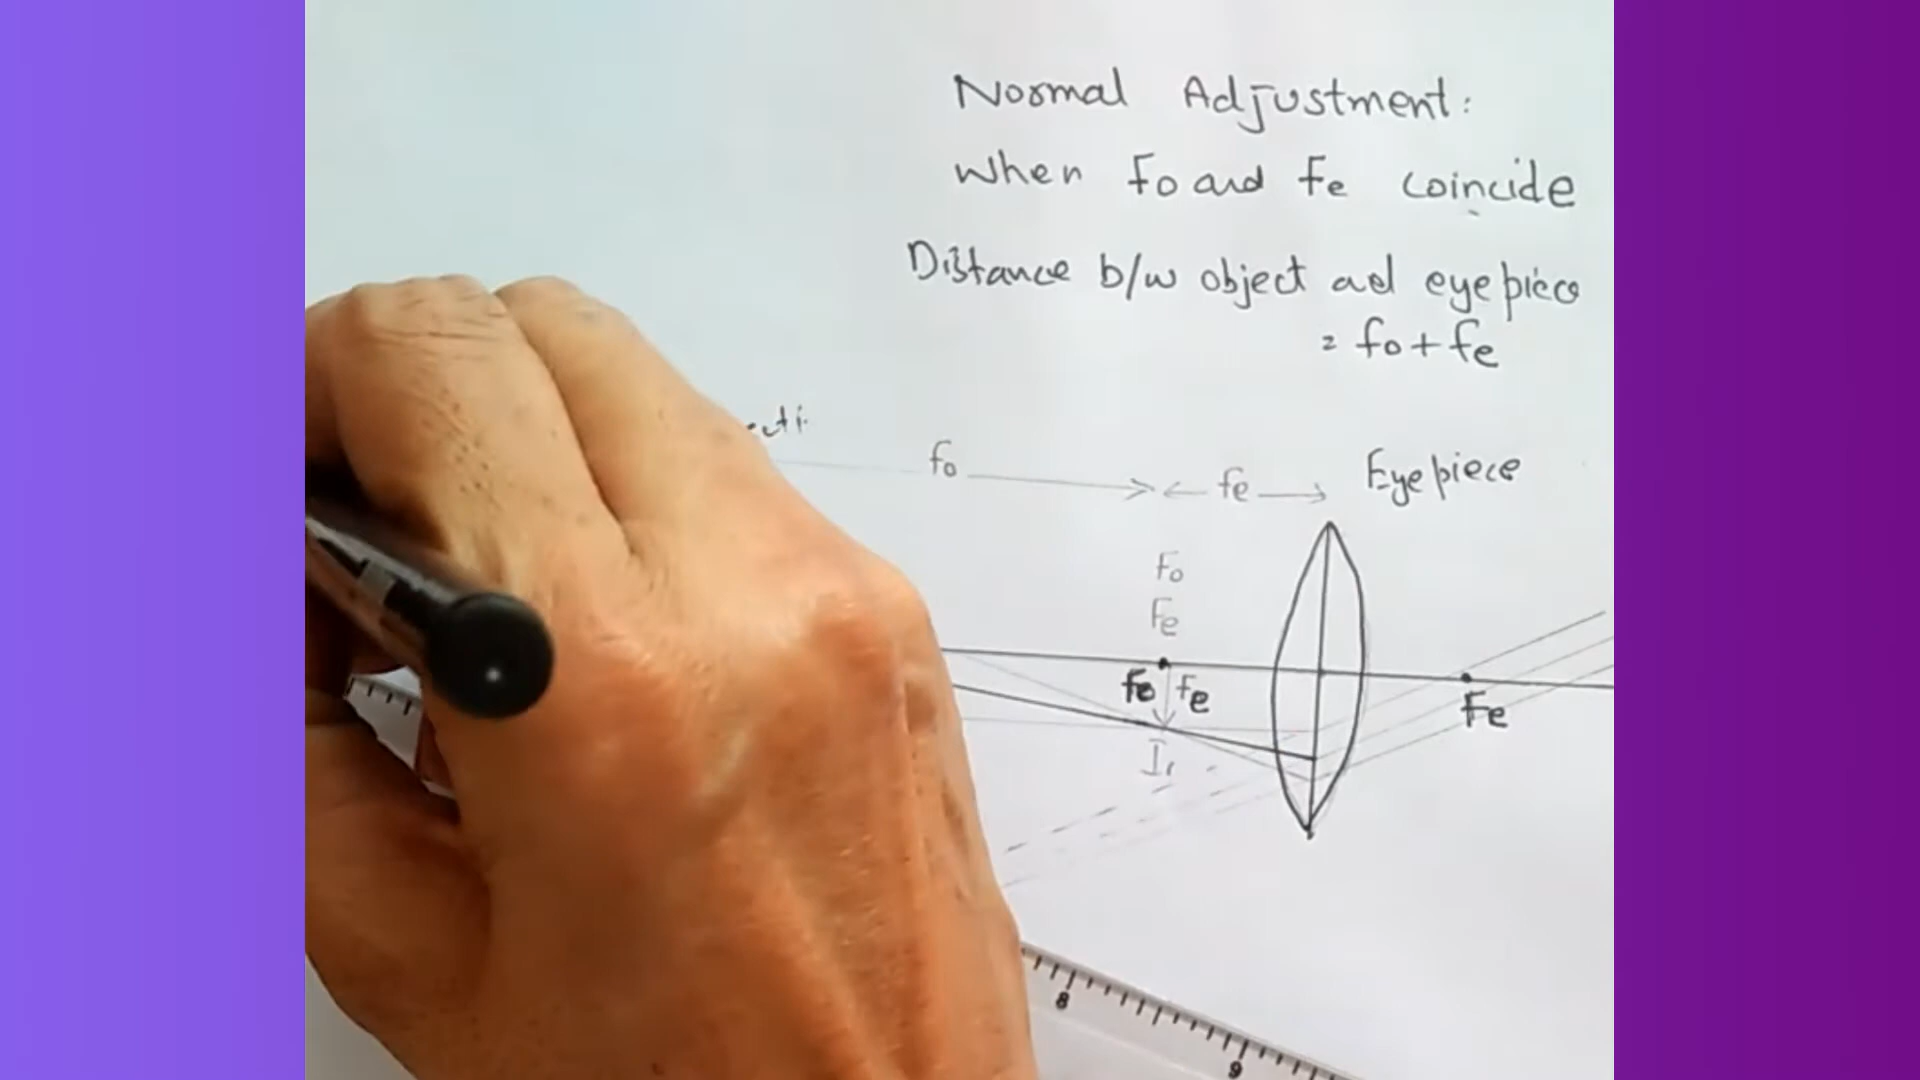 Normal Adjustment:
When Fo and Fe coincide
Distance b/w object and eyepiece
= fo + fe
fo
fe
Eyepiece
Fo
Fe
Fo
Fe
Fe
I1
8
9